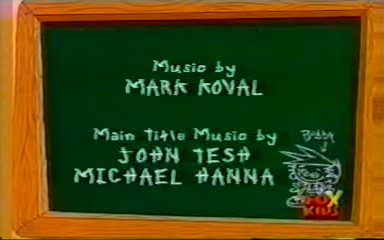 Music by
MARK KOVAL
Main Title Music by
JOHN TESH
MICHAEL HANNA
Bobby
FOX
KIDS